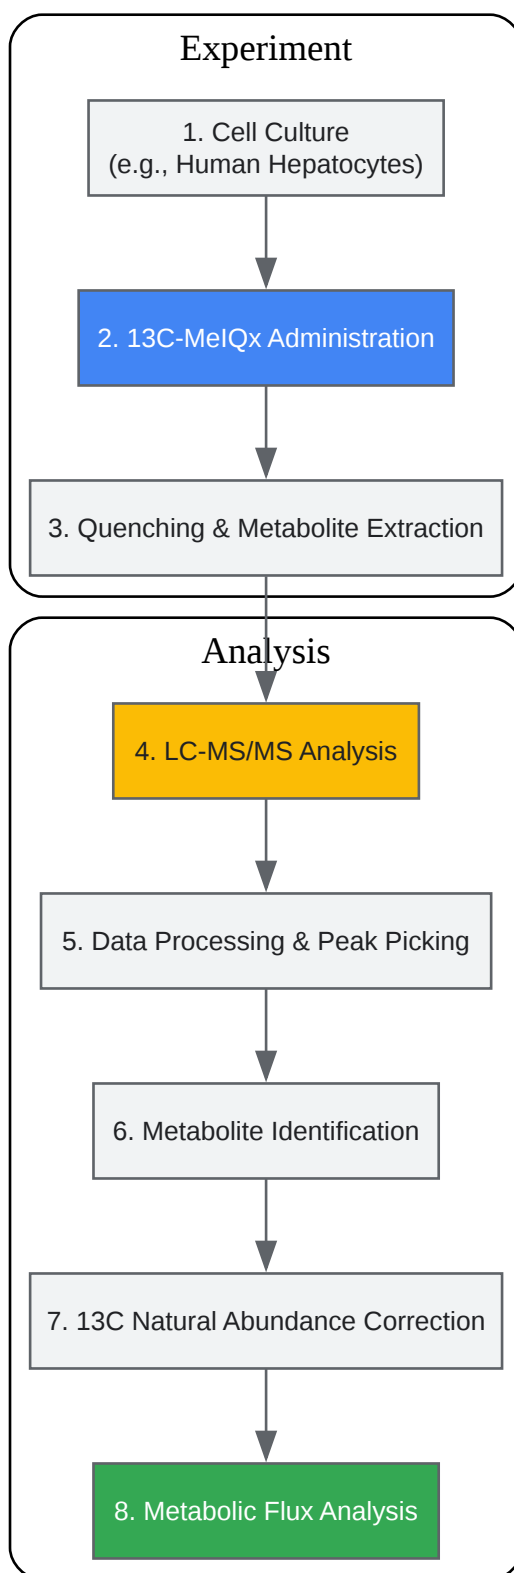 Experiment
1. Cell Culture
(e.g., Human Hepatocytes)
2. 13C-MeIQx Administration
3. Quenching & Metabolite Extraction
Analysis
4. LC-MS/MS Analysis
5. Data Processing & Peak Picking
6. Metabolite Identification
7. 13C Natural Abundance Correction
8. Metabolic Flux Analysis